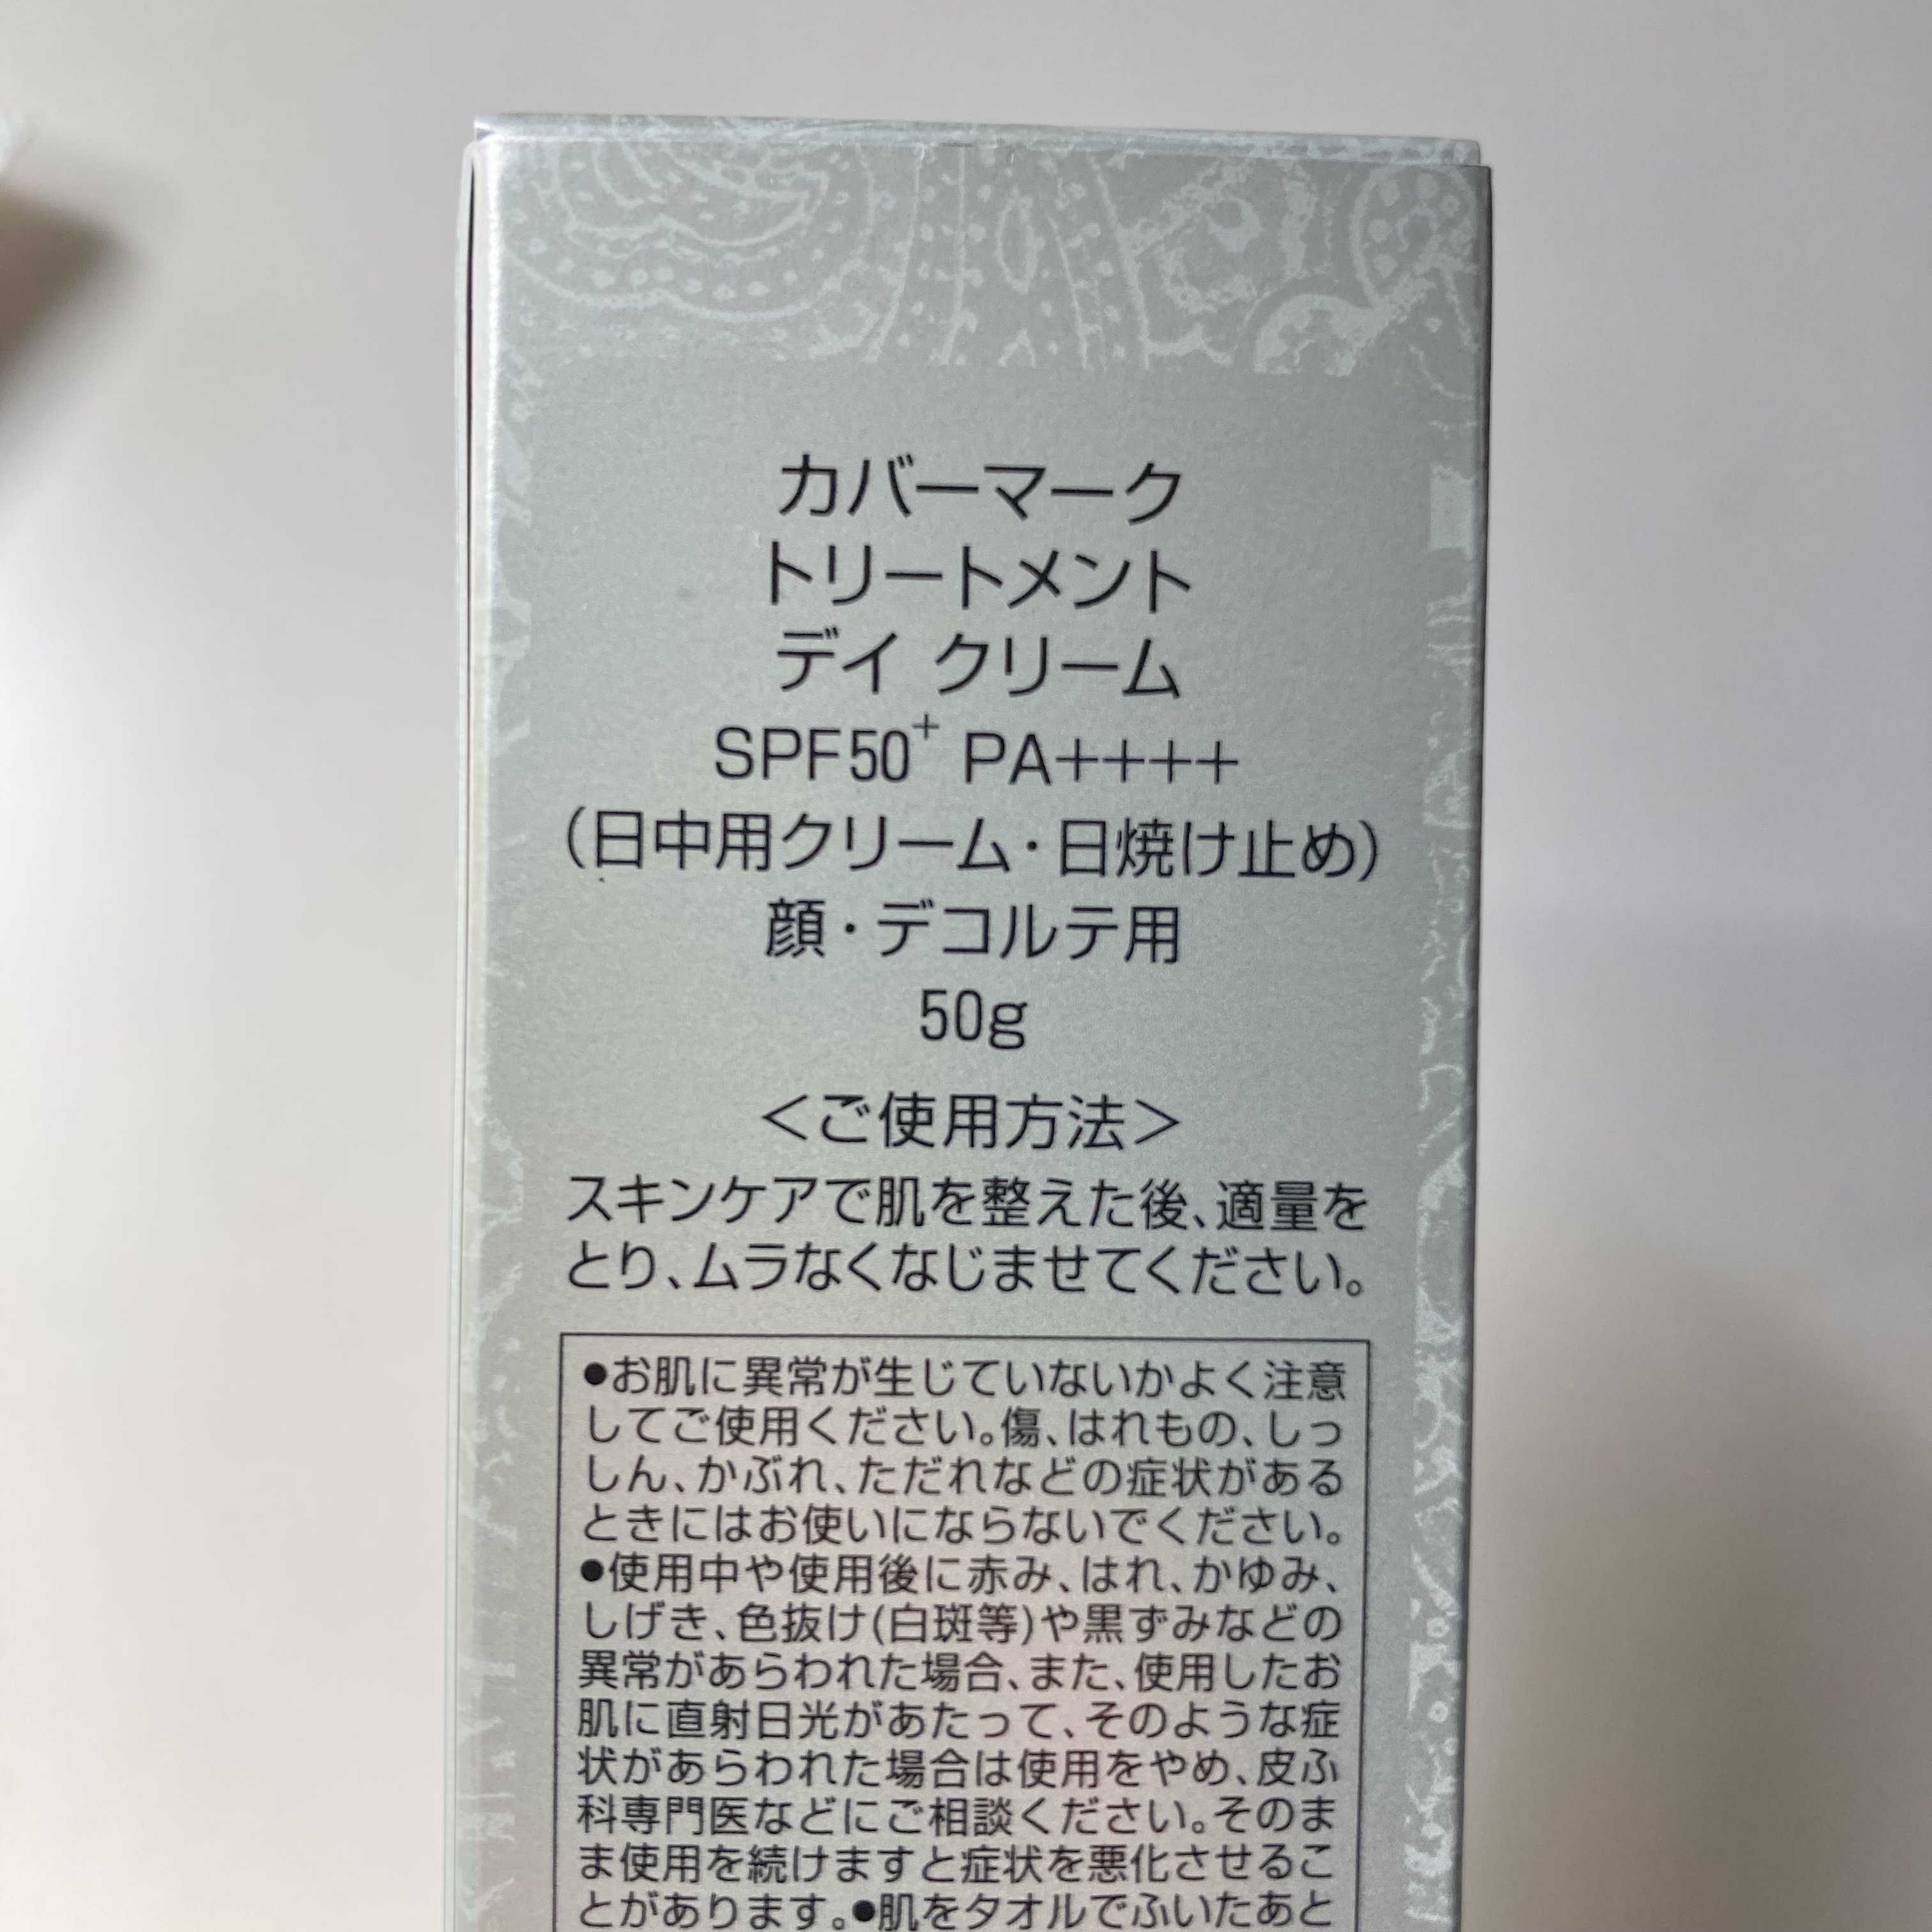 カバーマーク
トリートメント
デイ クリーム
SPF50⁺ PA++++
(日中用クリーム・日焼け止め)
顔・デコルテ用
50g
<ご使用方法>
スキンケアで肌を整えた後、適量を
とり、ムラなくなじませてください。
●お肌に異常が生じていないかよく注意
してご使用ください。傷、はれもの、しっ
しん、かぶれ、ただれなどの症状がある
ときにはお使いにならないでください。
●使用中や使用後に赤み、はれ、かゆみ、
しげき、色抜け(白斑等)や黒ずみなどの
異常があらわれた場合、また、使用したお
肌に直射日光があたって、そのような症
状があらわれた場合は使用をやめ、皮ふ
科専門医などにご相談ください。そのま
ま使用を続けますと症状を悪化させるこ
とがあります。●肌をタオルでふいたあと